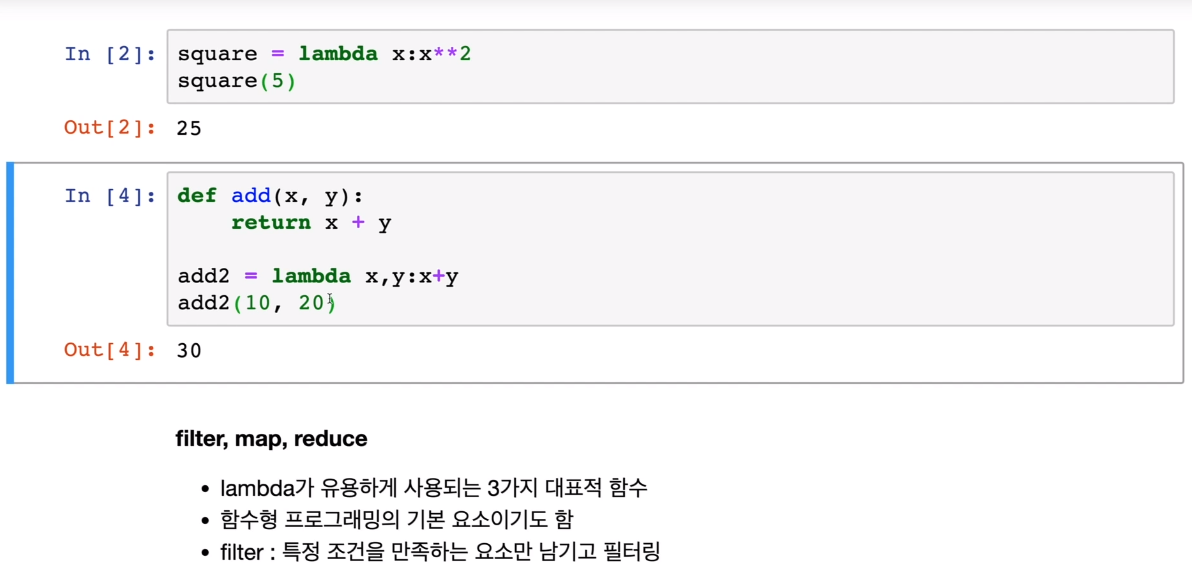 In [2]: square = lambda x:x**2
square(5)
Out[2]: 25
In [4]: def add(x, y):
    return x + y
add2 = lambda x,y:x+y
add2(10, 20)
Out[4]: 30
filter, map, reduce
• lambda가 유용하게 사용되는 3가지 대표적 함수
• 함수형 프로그래밍의 기본 요소이기도 함
• filter : 특정 조건을 만족하는 요소만 남기고 필터링